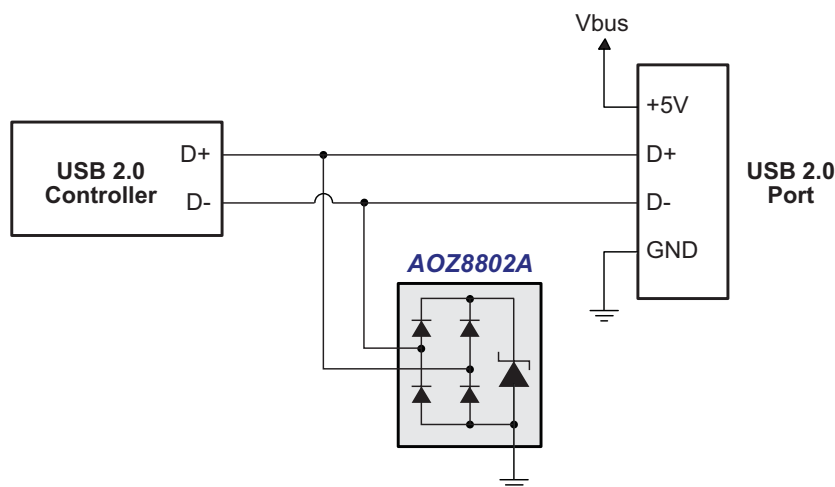 Vbus
+5V
D+
D+
USB 2.0
Controller
USB 2.0
Port
D-
D-
GND
AOZ8802A